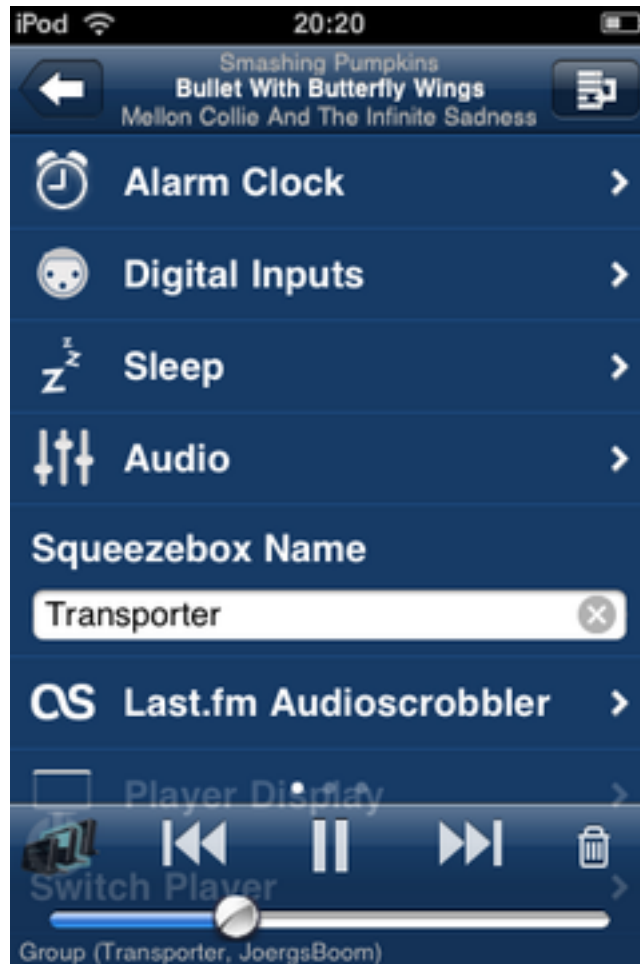 iPod 20:20
Smashing Pumpkins
Bullet With Butterfly Wings
Mellon Collie And The Infinite Sadness
Alarm Clock
Digital Inputs
z z z Sleep
Audio
Squeezebox Name
Transporter
Last.fm Audioscrobbler
Player Display
Switch Player
Group (Transporter, JoergsBoom)